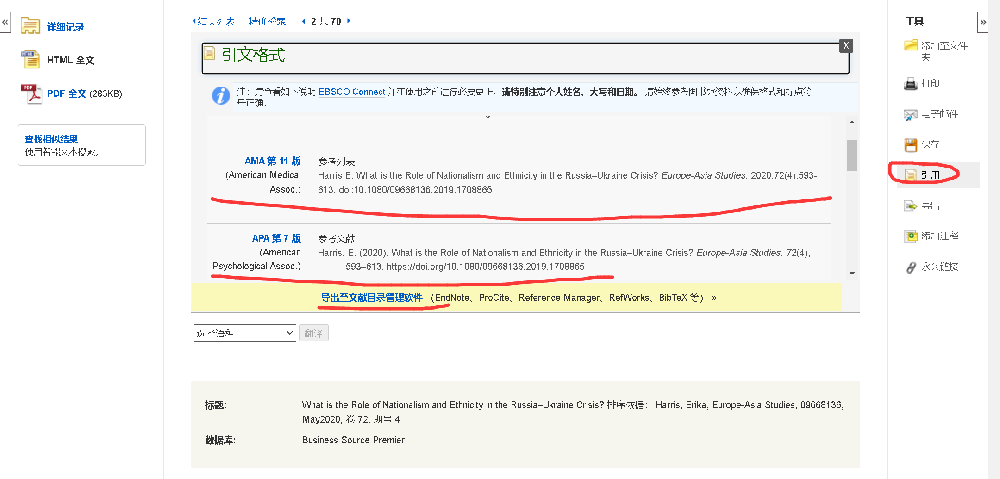 «
详细记录
HTML 全文
PDF 全文 (283KB)
查找相似结果
使用智能文本搜索。
结果列表 精确检索 2 共 70
引文格式
X
注：请查看如下说明 EBSCO Connect 并在使用之前进行必要更正。请特别注意个人姓名、大写和日期。 请始终参考图书馆资料以确保格式和标点符
号正确。
AMA 第 11 版
(American Medical
Assoc.)
参考列表
Harris E. What is the Role of Nationalism and Ethnicity in the Russia–Ukraine Crisis? Europe-Asia Studies. 2020;72(4):593-
613. doi:10.1080/09668136.2019.1708865
APA 第 7 版
(American
Psychological Assoc.)
参考文献
Harris, E. (2020). What is the Role of Nationalism and Ethnicity in the Russia–Ukraine Crisis? Europe-Asia Studies, 72(4),
593–613. https://doi.org/10.1080/09668136.2019.1708865
导出至文献目录管理软件 （EndNote、ProCite、Reference Manager、RefWorks、BibTeX 等） »
选择语种 翻译
标题: What is the Role of Nationalism and Ethnicity in the Russia–Ukraine Crisis? 排序依据： Harris, Erika, Europe-Asia Studies, 09668136,
May2020, 卷 72, 期号 4
数据库: Business Source Premier
工具
»
添加至文件
夹
打印
电子邮件
保存
引用
导出
添加注释
永久链接